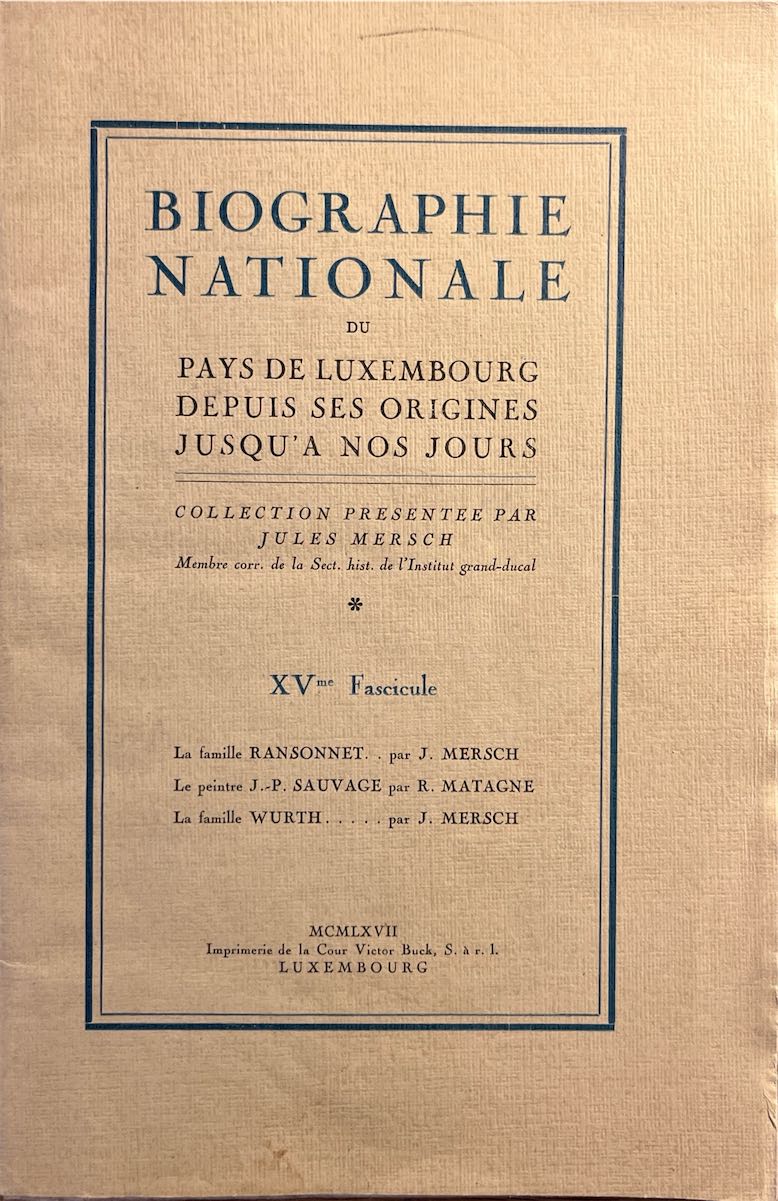 BIOGRAPHIE
NATIONALE
DU
PAYS DE LUXEMBOURG
DEPUIS SES ORIGINES
JUSQU'A NOS JOURS
COLLECTION PRESENTEE PAR
JULES MERSCH
Membre corr. de la Sect. hist. de l'Institut grand-ducal
*
XVme Fascicule
La famille RANSONNET. . par J. MERSCH
Le peintre J.-P. SAUVAGE par R. MATAGNE
La famille WURTH . . . . . par J. MERSCH
MCMLXVII
Imprimerie de la Cour Victor Buck, S. à r. l.
LUXEMBOURG